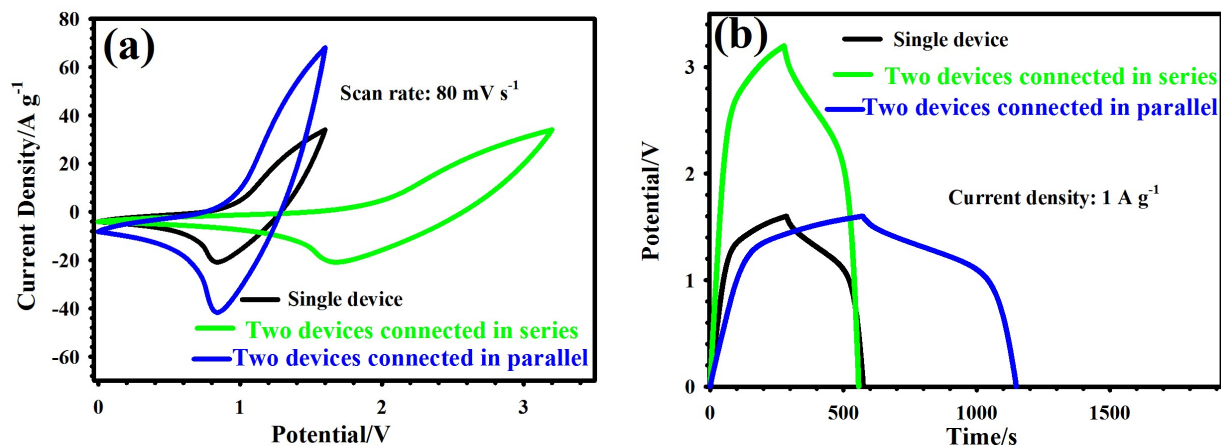 (a)
80
60
40
20
0
-20
-40
-60
Current Density/A g-1
Scan rate: 80 mV s-1
Single device
Two devices connected in series
Two devices connected in parallel
0
1
2
3
Potential/V
(b)
3
2
1
0
Potential/V
Single device
Two devices connected in series
Two devices connected in parallel
Current density: 1 A g-1
0
500
1000
1500
Time/s